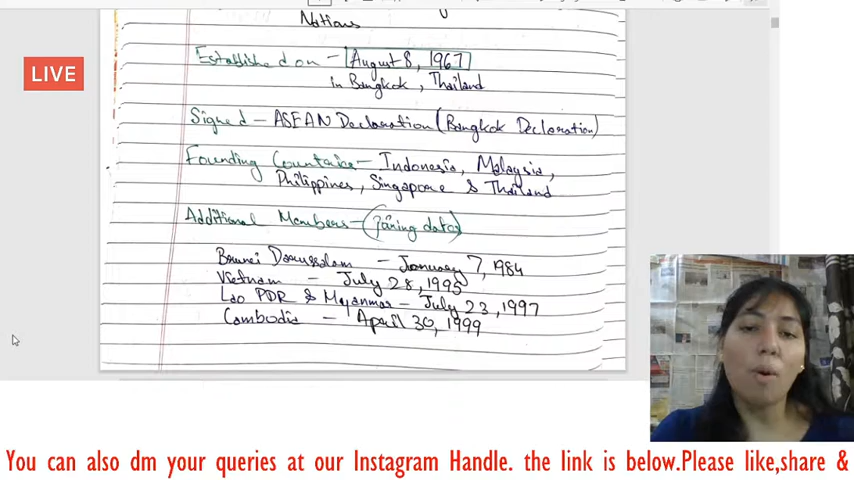 Nations
LIVE
Established on - August 8, 1967
in Bangkok, Thailand
Signed - ASEAN Declaration (Bangkok Declaration)
Founding Countries - Indonesia, Malaysia,
Philippines, Singapore & Thailand
Additional Members - (Joining dates)
Brunei Darussalam - January 7, 1984
Vietnam - July 28, 1995
Lao PDR & Myanmar - July 23, 1997
Cambodia - April 30, 1999
You can also dm your queries at our Instagram Handle. the link is below.Please like,share &